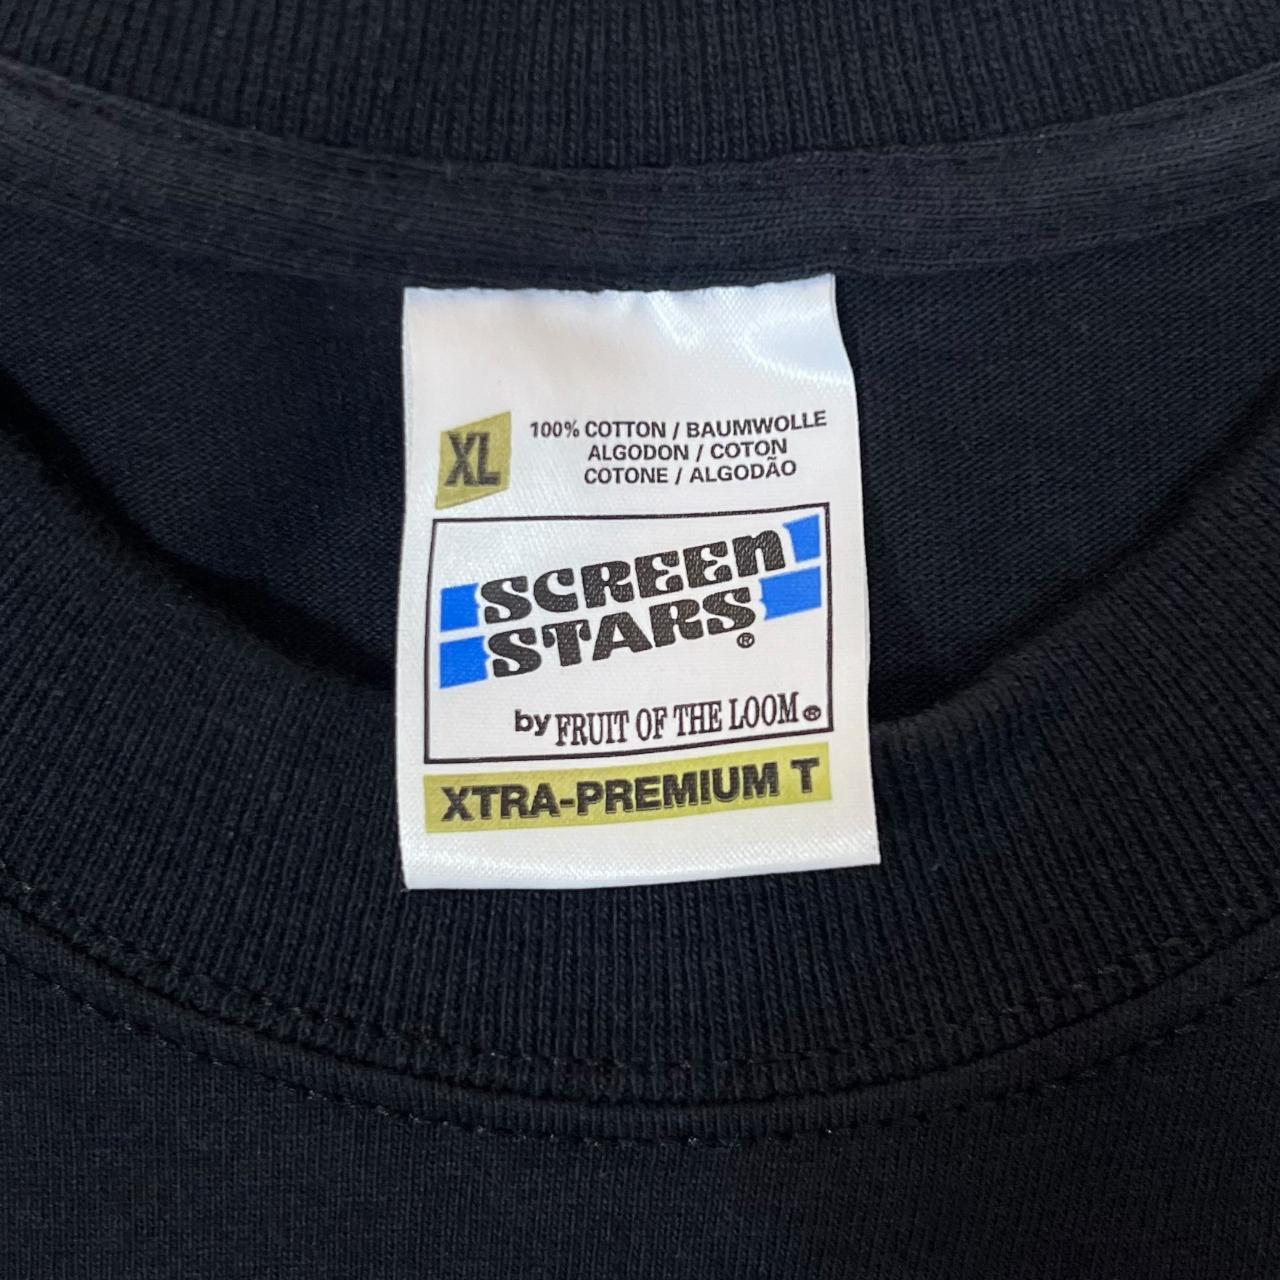 XL
100% COTTON / BAUMWOLLE
ALGODON / COTON
COTONE / ALGODÃO
SCREEN
STARS®
by FRUIT OF THE LOOM®
XTRA-PREMIUM T